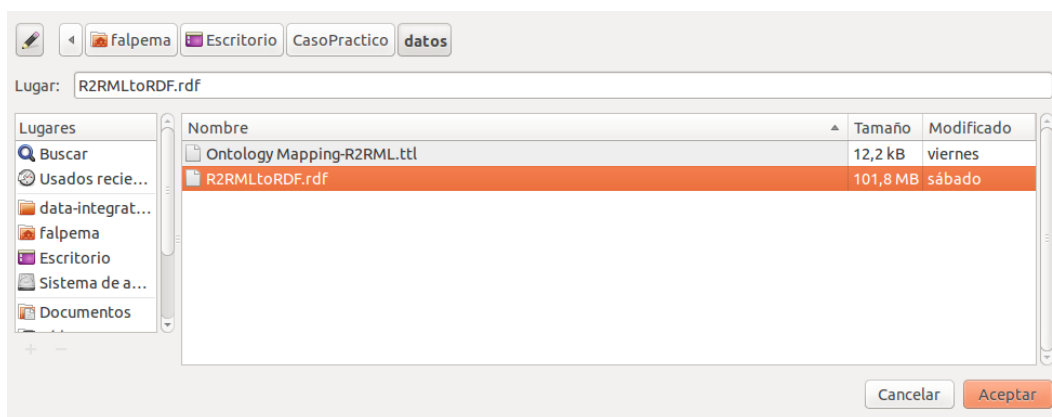 falpema Escritorio CasoPractico datos
Lugar: R2RMLtoRDF.rdf
Lugares Nombre Tamaño Modificado
Buscar Ontology Mapping-R2RML.ttl 12,2 kB viernes
Usados recie... R2RMLtoRDF.rdf 101,8 MB sábado
data-integrat...
falpema
Escritorio
Sistema de a...
Documentos
Cancelar Aceptar